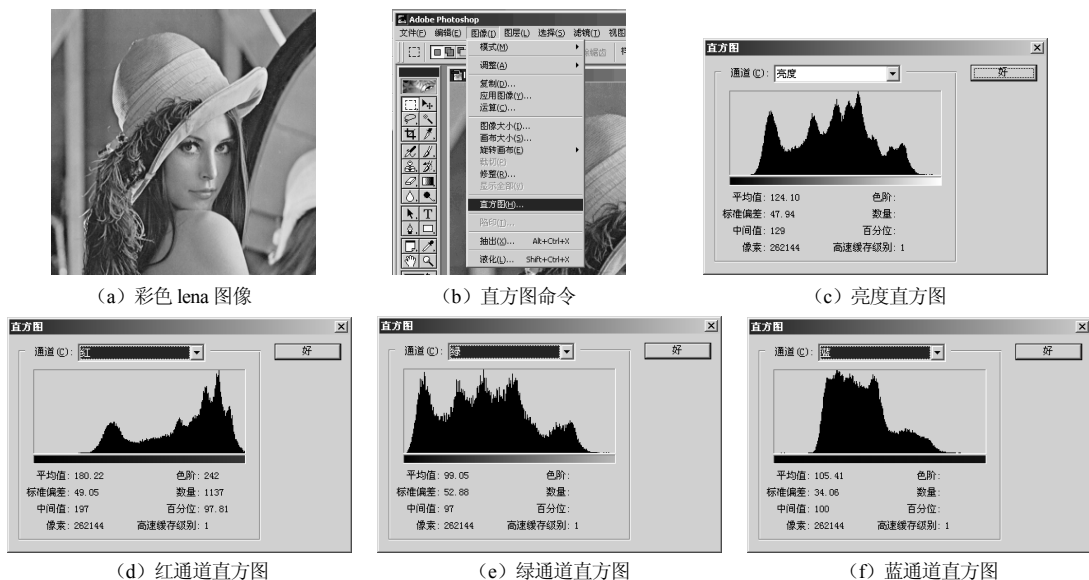 Adobe Photoshop
文件(F) 编辑(E) 图像(I) 图层(L) 选择(S) 滤镜(T) 视图
模式(M)
调整(A)
复制(D)...
应用图像(Y)...
运算(C)...
图像大小(I)...
画布大小(S)...
旋转画布(E)
裁切(P)
修整(R)...
显示全部(V)
直方图(H)...
陷印(T)...
抽出(X)... Alt+Ctrl+X
液化(L)... Shift+Ctrl+X
直方图
通道(C): 亮度
好
平均值: 124.10 色阶:
标准偏差: 47.94 数量:
中间值: 129 百分位:
像素: 262144 高速缓存级别: 1
(a) 彩色 lena 图像
(b) 直方图命令
(c) 亮度直方图
直方图
通道(C): 红
好
平均值: 180.22 色阶: 242
标准偏差: 49.05 数量: 1137
中间值: 197 百分位: 97.81
像素: 262144 高速缓存级别: 1
直方图
通道(C): 绿
好
平均值: 99.05 色阶:
标准偏差: 52.88 数量:
中间值: 97 百分位:
像素: 262144 高速缓存级别: 1
直方图
通道(C): 蓝
好
平均值: 105.41 色阶:
标准偏差: 34.06 数量:
中间值: 100 百分位:
像素: 262144 高速缓存级别: 1
(d) 红通道直方图
(e) 绿通道直方图
(f) 蓝通道直方图